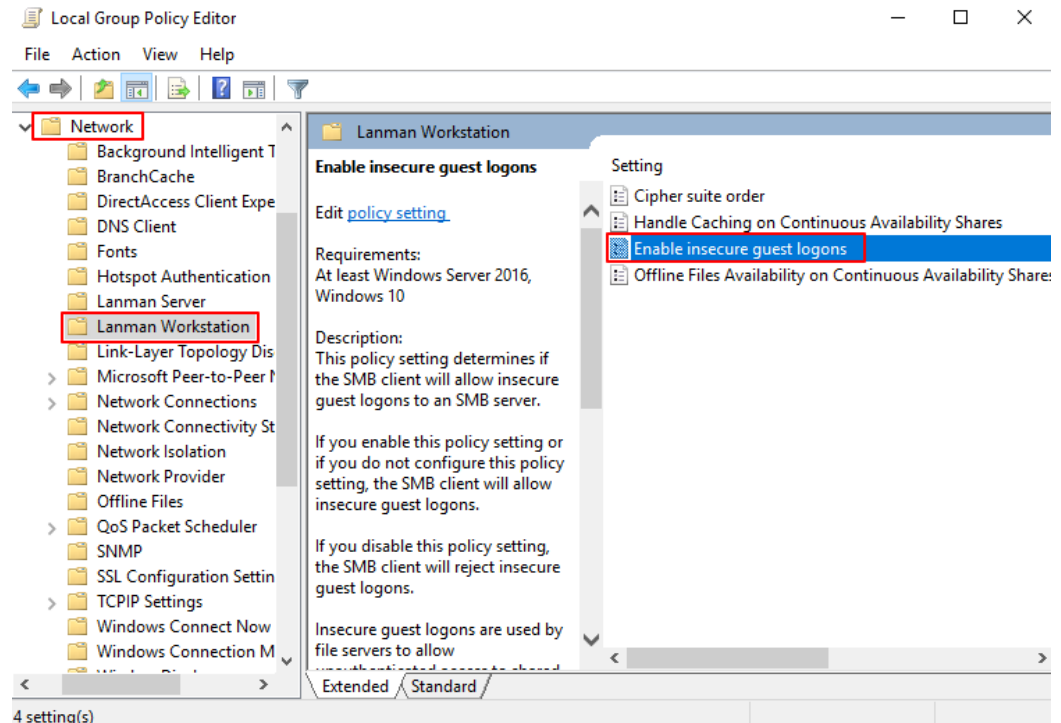 Local Group Policy Editor
File Action View Help
Network
Background Intelligent T
BranchCache
DirectAccess Client Expe
DNS Client
Fonts
Hotspot Authentication
Lanman Server
Lanman Workstation
Link-Layer Topology Dis
Microsoft Peer-to-Peer N
Network Connections
Network Connectivity St
Network Isolation
Network Provider
Offline Files
QoS Packet Scheduler
SNMP
SSL Configuration Settin
TCPIP Settings
Windows Connect Now
Windows Connection M
Lanman Workstation
Enable insecure guest logons
Edit policy setting
Requirements:
At least Windows Server 2016,
Windows 10
Description:
This policy setting determines if
the SMB client will allow insecure
guest logons to an SMB server.
If you enable this policy setting or
if you do not configure this policy
setting, the SMB client will allow
insecure guest logons.
If you disable this policy setting,
the SMB client will reject insecure
guest logons.
Insecure guest logons are used by
file servers to allow
Setting
Cipher suite order
Handle Caching on Continuous Availability Shares
Enable insecure guest logons
Offline Files Availability on Continuous Availability Shares
Extended Standard
4 setting(s)